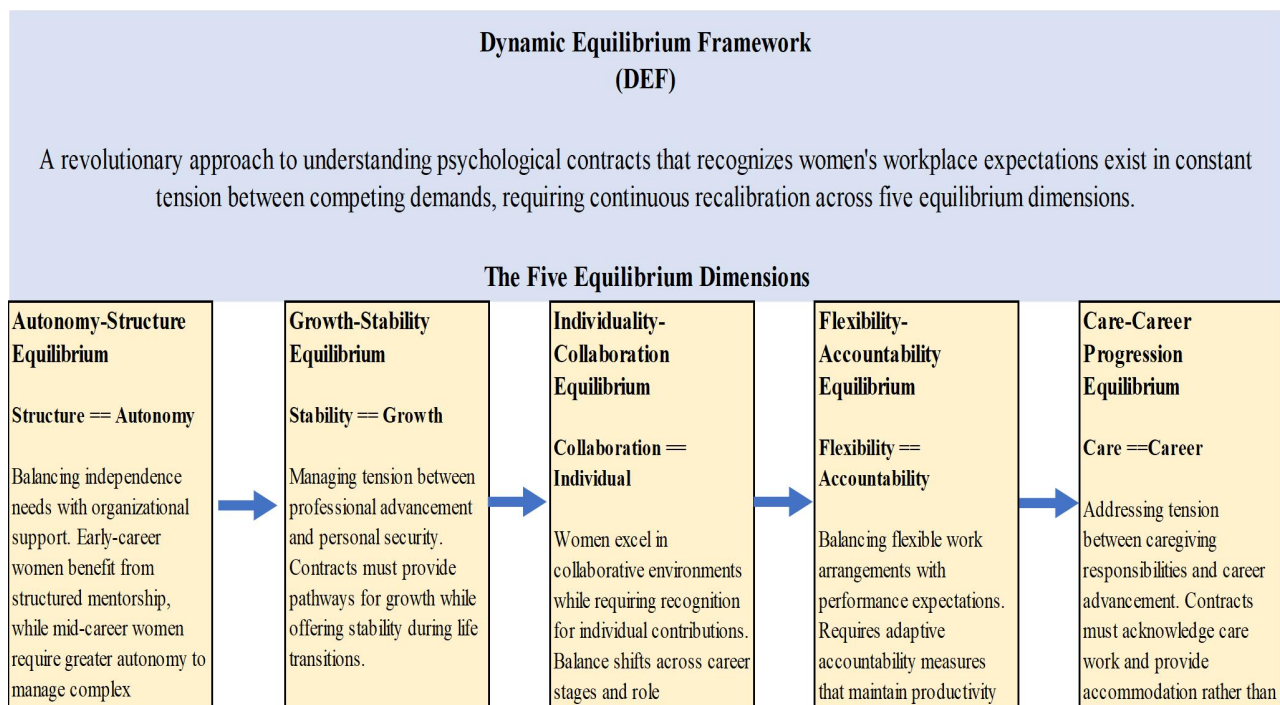 Dynamic Equilibrium Framework
(DEF)
A revolutionary approach to understanding psychological contracts that recognizes women's workplace expectations exist in constant
tension between competing demands, requiring continuous recalibration across five equilibrium dimensions.
The Five Equilibrium Dimensions
Autonomy-Structure
Equilibrium
Structure == Autonomy
Balancing independence
needs with organizational
support. Early-career
women benefit from
structured mentorship,
while mid-career women
require greater autonomy to
manage complex
Growth-Stability
Equilibrium
Stability == Growth
Managing tension between
professional advancement
and personal security.
Contracts must provide
pathways for growth while
offering stability during life
transitions.
Individuality-
Collaboration
Equilibrium
Collaboration ==
Individual
Women excel in
collaborative environments
while requiring recognition
for individual contributions.
Balance shifts across career
stages and role
Flexibility-
Accountability
Equilibrium
Flexibility ==
Accountability
Balancing flexible work
arrangements with
performance expectations.
Requires adaptive
accountability measures
that maintain productivity
Care-Career
Progression
Equilibrium
Care ==Career
Addressing tension
between caregiving
responsibilities and career
advancement. Contracts
must acknowledge care
work and provide
accommodation rather than